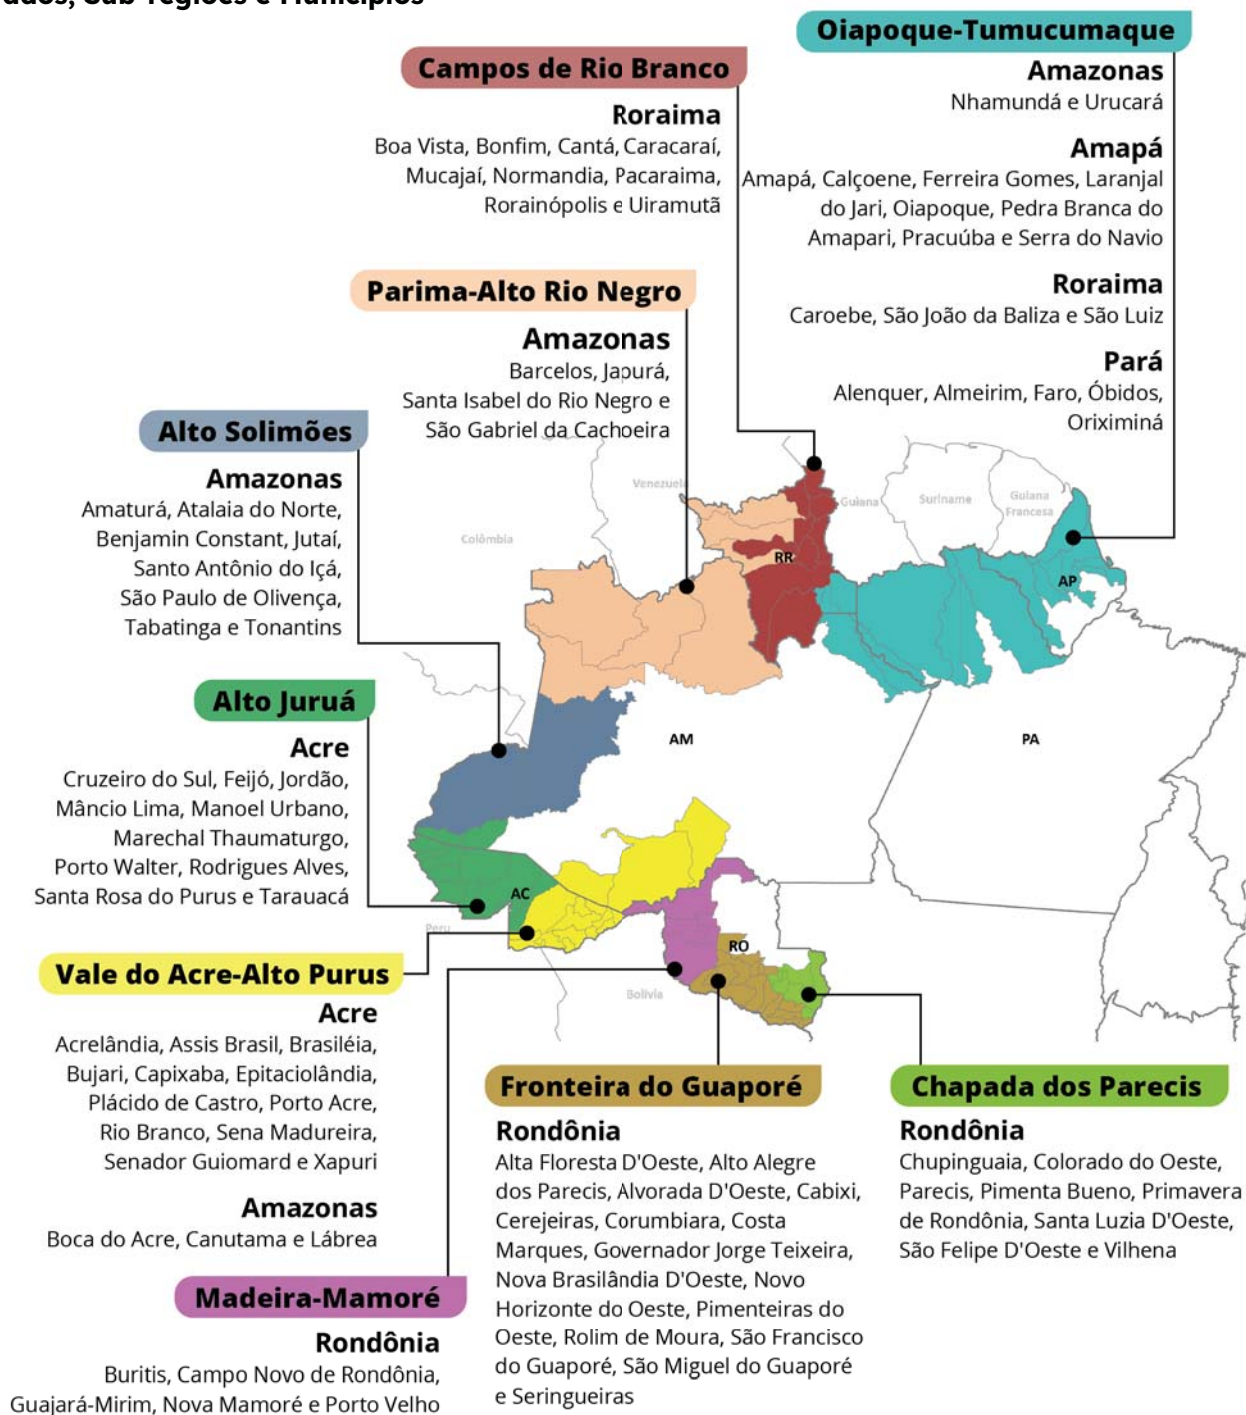 Sub-regiões e Municípios
Oiapoque-Tumucumaque
Amazonas
Nhamundá e Urucará
Amapá
Amapá, Calçoene, Ferreira Gomes, Laranjal
do Jari, Oiapoque, Pedra Branca do
Amapari, Pracuúba e Serra do Navio
Roraima
Caroebe, São João da Baliza e São Luiz
Pará
Alenquer, Almeirim, Faro, Óbidos,
Oriximiná
Campos de Rio Branco
Roraima
Boa Vista, Bonfim, Cantá, Caracaraí,
Mucajaí, Normandia, Pacaraima,
Rorainópolis e Uiramutã
Parima-Alto Rio Negro
Amazonas
Barcelos, Japurá,
Santa Isabel do Rio Negro e
São Gabriel da Cachoeira
Alto Solimões
Amazonas
Amaturá, Atalaia do Norte,
Benjamin Constant, Jutaí,
Santo Antônio do Içá,
São Paulo de Olivença,
Tabatinga e Tonantins
Alto Juruá
Acre
Cruzeiro do Sul, Feijó, Jordão,
Mâncio Lima, Manoel Urbano,
Marechal Thaumaturgo,
Porto Walter, Rodrigues Alves,
Santa Rosa do Purus e Tarauacá
Vale do Acre-Alto Purus
Acre
Acrelândia, Assis Brasil, Brasiléia,
Bujari, Capixaba, Epitaciolândia,
Plácido de Castro, Porto Acre,
Rio Branco, Sena Madureira,
Senador Guiomard e Xapuri
Amazonas
Boca do Acre, Canutama e Lábrea
Madeira-Mamoré
Rondônia
Buritis, Campo Novo de Rondônia,
Guajará-Mirim, Nova Mamoré e Porto Velho
Fronteira do Guaporé
Rondônia
Alta Floresta D'Oeste, Alto Alegre
dos Parecis, Alvorada D'Oeste, Cabixi,
Cerejeiras, Corumbiara, Costa
Marques, Governador Jorge Teixeira,
Nova Brasilândia D'Oeste, Novo
Horizonte do Oeste, Pimenteiras do
Oeste, Rolim de Moura, São Francisco
do Guaporé, São Miguel do Guaporé
e Seringueiras
Chapada dos Parecis
Rondônia
Chupinguaia, Colorado do Oeste,
Parecis, Pimenta Bueno, Primavera
de Rondônia, Santa Luzia D'Oeste,
São Felipe D'Oeste e Vilhena
Venezuela
Guiana
Suriname
Guiana
Francesa
Colômbia
RR
AP
AM
PA
AC
Peru
RO
Bolívia